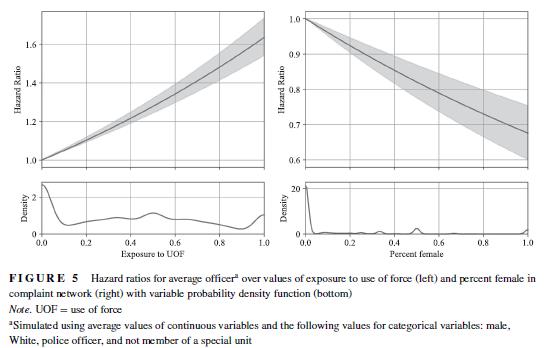 1.6
1.4
1.2
1.0
Hazard Ratio
2
0
Density
0.0 0.2 0.4 0.6 0.8 1.0
Exposure to UOF
1.0
0.9
0.8
0.7
0.6
Hazard Ratio
20
0
Density
0.0 0.2 0.4 0.6 0.8 1.0
Percent female
FIGURE 5 Hazard ratios for average officerᵃ over values of exposure to use of force (left) and percent female in
complaint network (right) with variable probability density function (bottom)
Note. UOF = use of force
ᵃSimulated using average values of continuous variables and the following values for categorical variables: male,
White, police officer, and not member of a special unit